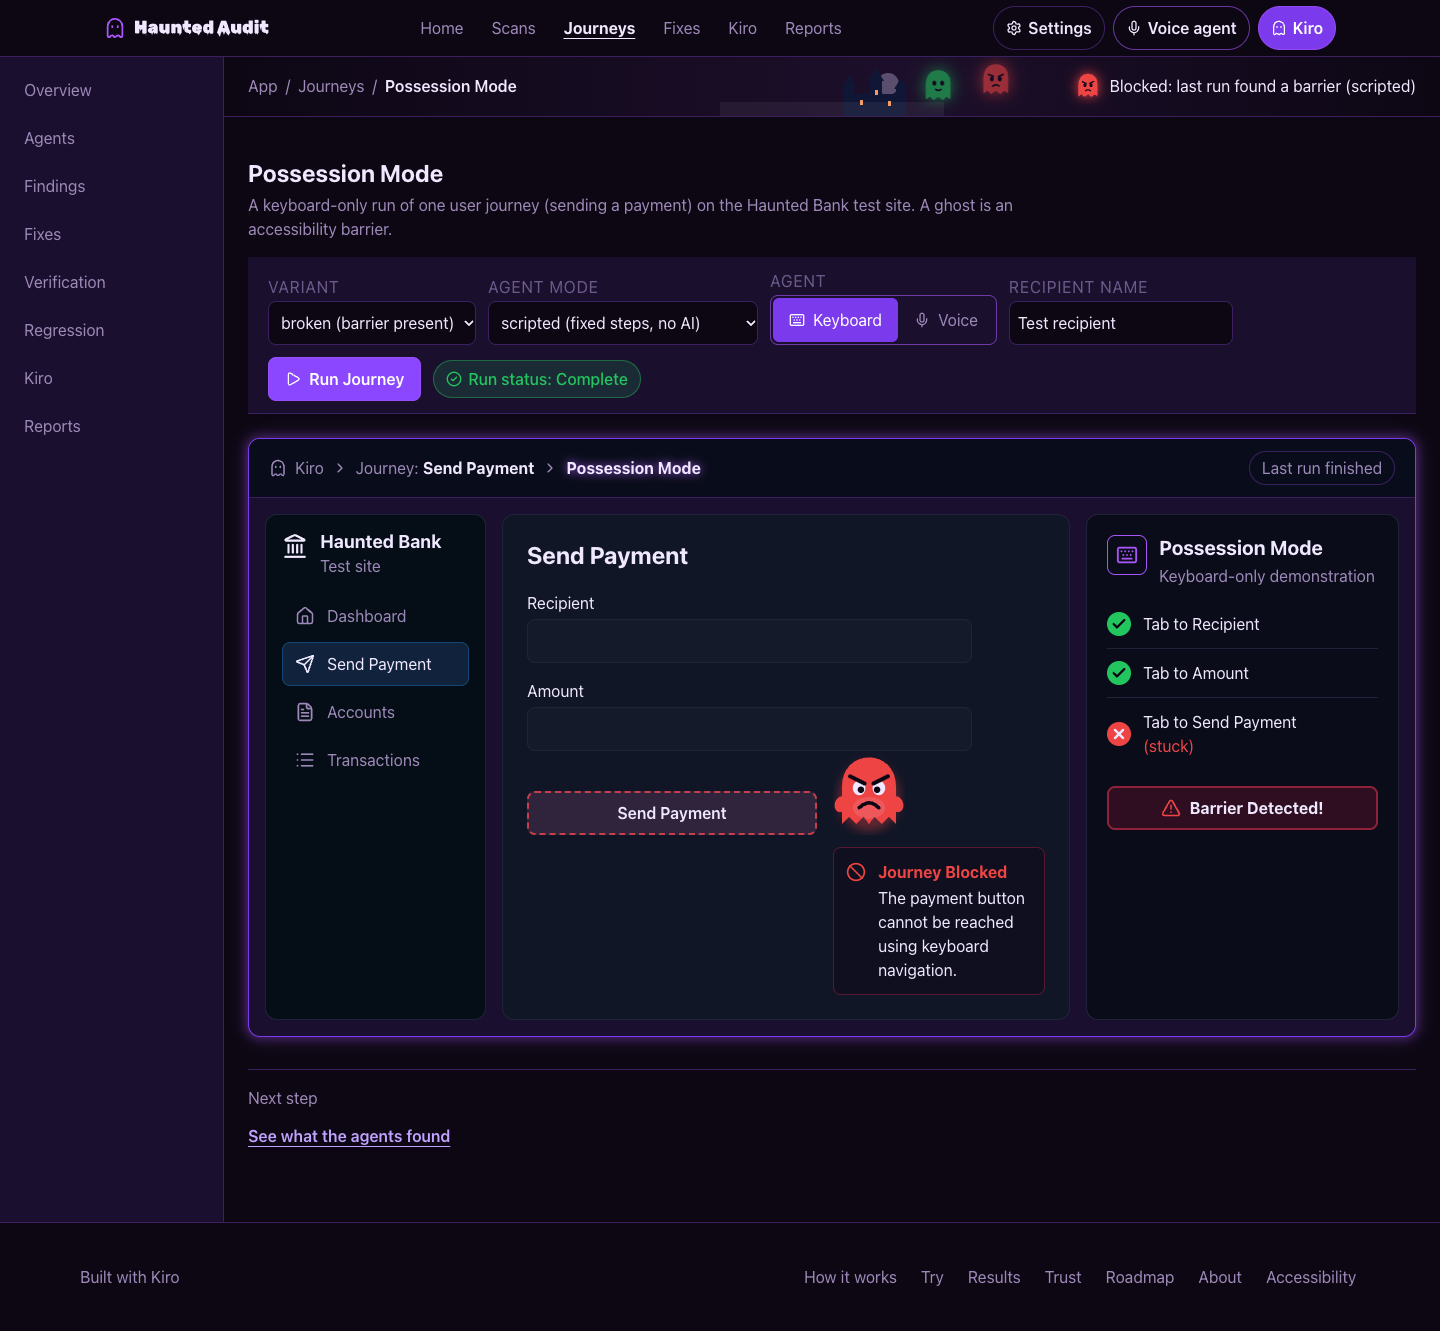 Haunted Audit
Home
Scans
Journeys
Fixes
Kiro
Reports
Settings
Voice agent
Kiro
Overview
Agents
Findings
Fixes
Verification
Regression
Kiro
Reports
App / Journeys / Possession Mode
Blocked: last run found a barrier (scripted)
Possession Mode
A keyboard-only run of one user journey (sending a payment) on the Haunted Bank test site. A ghost is an
accessibility barrier.
VARIANT
broken (barrier present)
AGENT MODE
scripted (fixed steps, no AI)
AGENT
Keyboard
Voice
RECIPIENT NAME
Test recipient
Run Journey
Run status: Complete
Kiro
Journey: Send Payment
Possession Mode
Last run finished
Haunted Bank
Test site
Dashboard
Send Payment
Accounts
Transactions
Send Payment
Recipient
Amount
Send Payment
Journey Blocked
The payment button
cannot be reached
using keyboard
navigation.
Possession Mode
Keyboard-only demonstration
Tab to Recipient
Tab to Amount
Tab to Send Payment
(stuck)
Barrier Detected!
Next step
See what the agents found
Built with Kiro
How it works
Try
Results
Trust
Roadmap
About
Accessibility